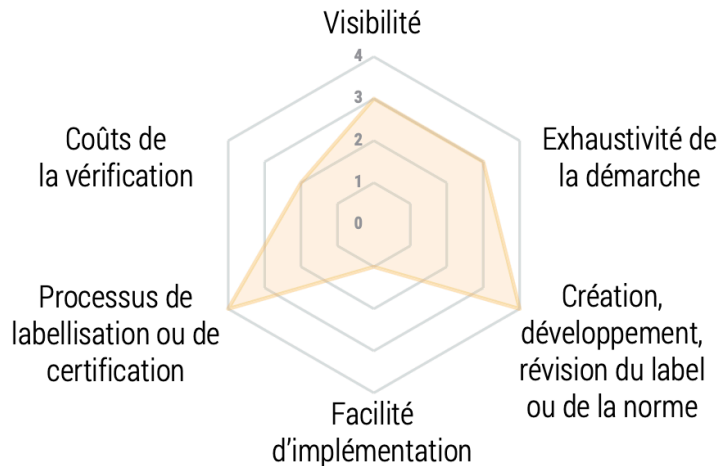 Visibilité
4
3
2
1
0
Exhaustivité de
la démarche
Création,
développement,
révision du label
ou de la norme
Facilité
d’implémentation
Processus de
labellisation ou de
certification
Coûts de
la vérification